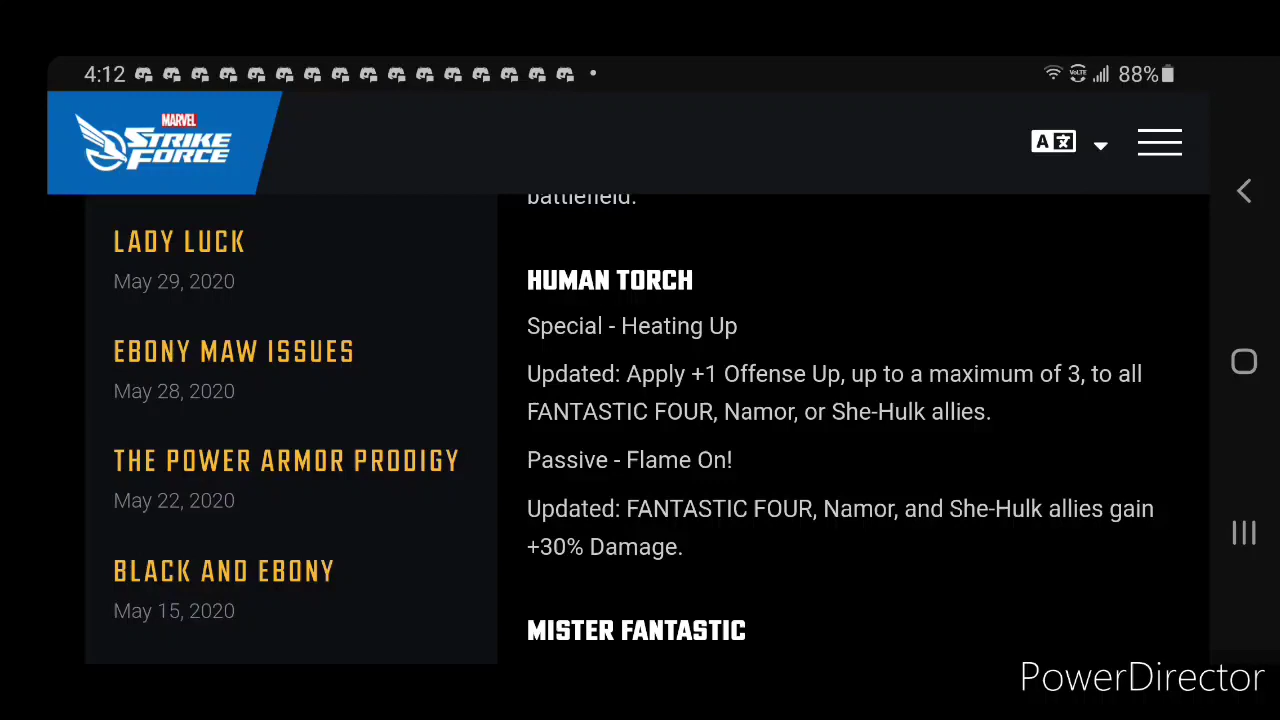 4:12
VoLTE
88%
MARVEL
STRIKE
FORCE
A文
battlefield.
LADY LUCK
May 29, 2020
EBONY MAW ISSUES
May 28, 2020
THE POWER ARMOR PRODIGY
May 22, 2020
BLACK AND EBONY
May 15, 2020
HUMAN TORCH
Special - Heating Up
Updated: Apply +1 Offense Up, up to a maximum of 3, to all
FANTASTIC FOUR, Namor, or She-Hulk allies.
Passive - Flame On!
Updated: FANTASTIC FOUR, Namor, and She-Hulk allies gain
+30% Damage.
MISTER FANTASTIC
PowerDirector